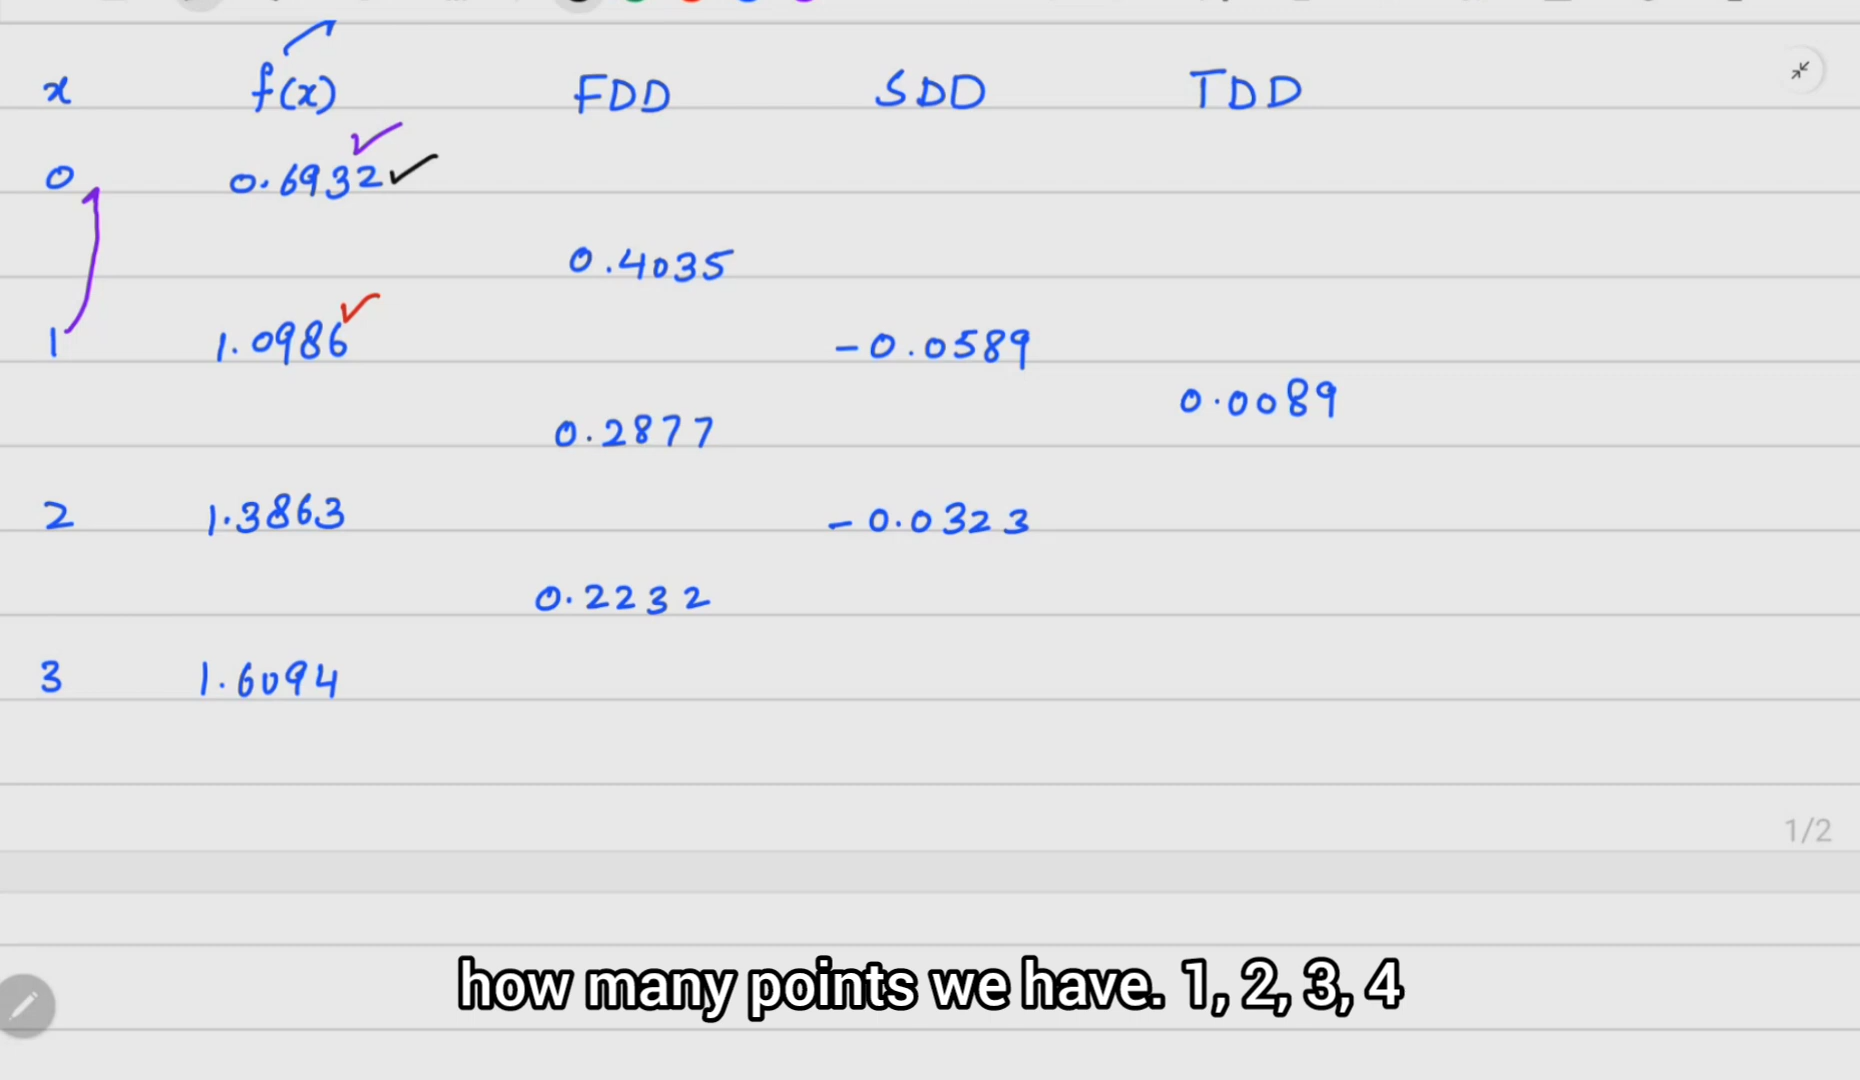 x f(x) FDD SDD TDD
0 0.6932
0.4035
1 1.0986 -0.0589
0.0089
0.2877
2 1.3863 -0.0323
0.2232
3 1.6094
1/2
how many points we have. 1, 2, 3, 4